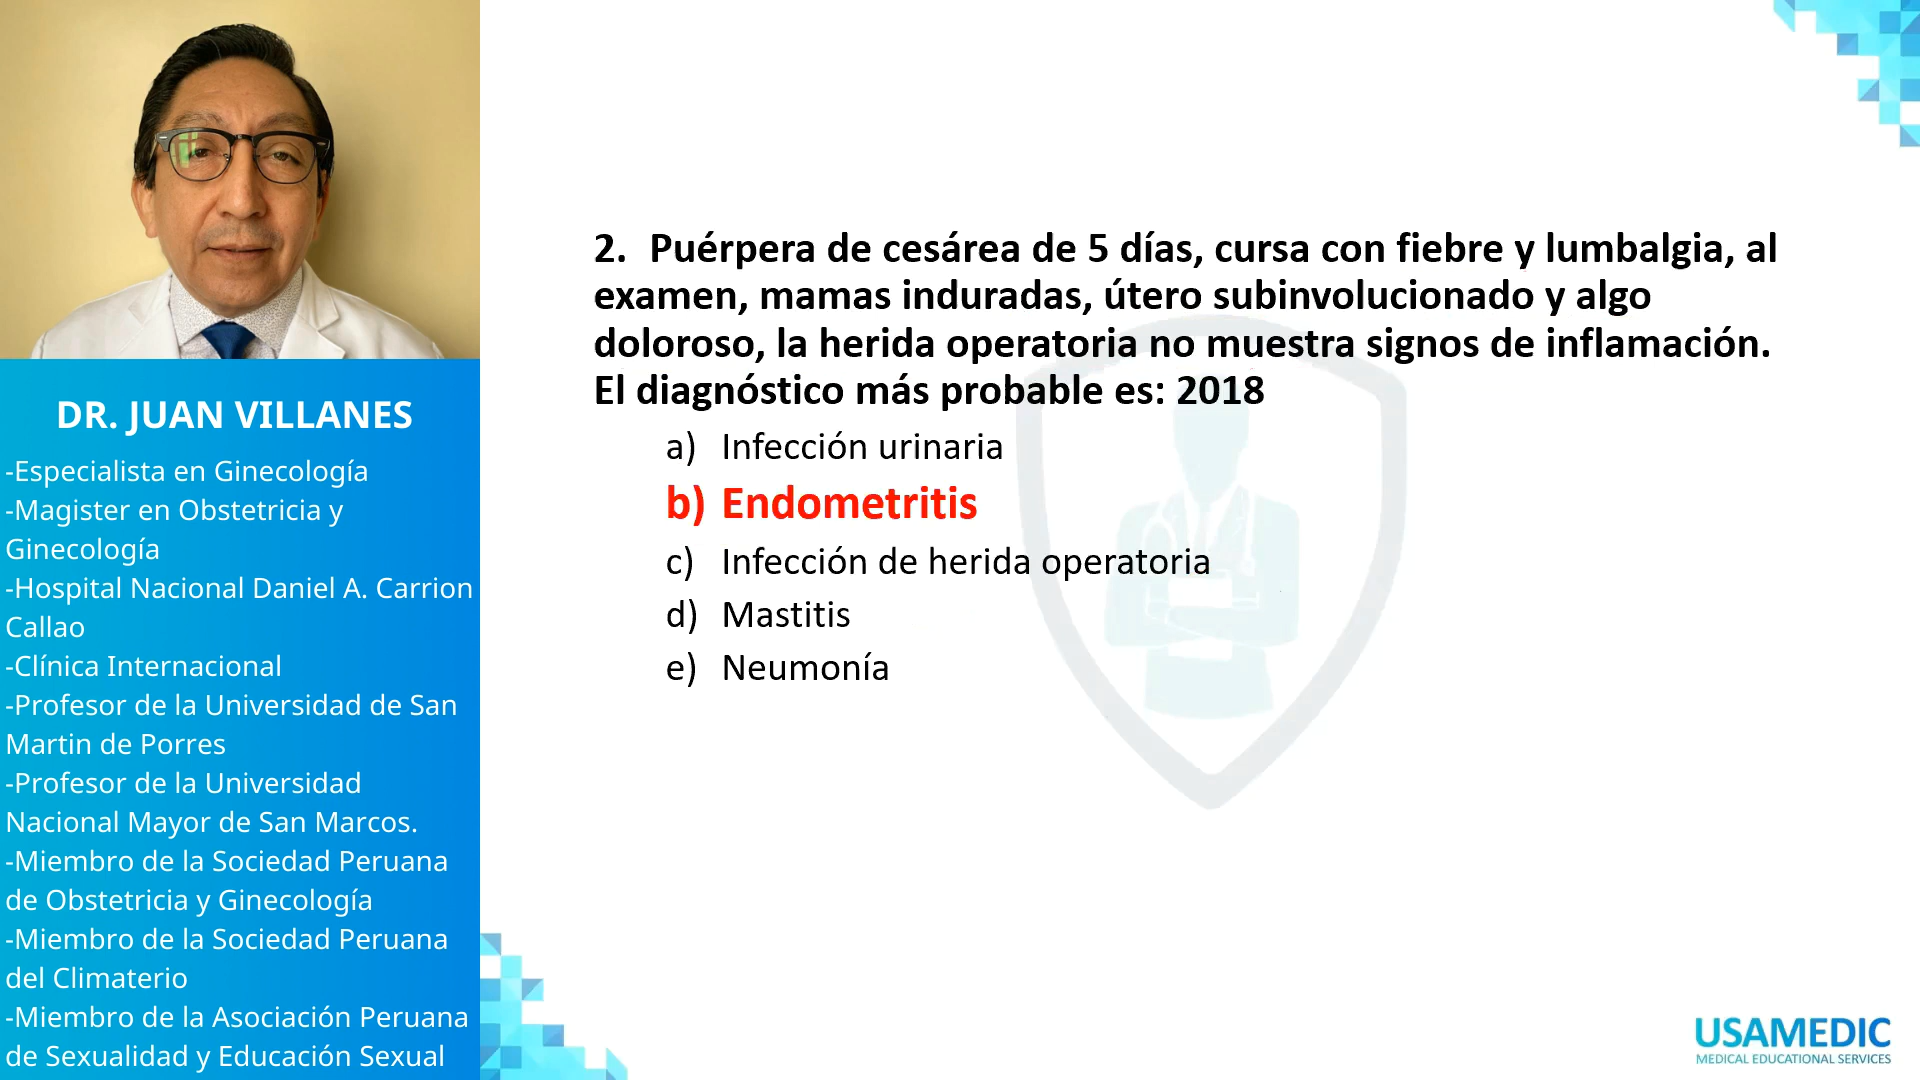 DR. JUAN VILLANES
-Especialista en Ginecología
-Magister en Obstetricia y
Ginecología
-Hospital Nacional Daniel A. Carrion
Callao
-Clínica Internacional
-Profesor de la Universidad de San
Martin de Porres
-Profesor de la Universidad
Nacional Mayor de San Marcos.
-Miembro de la Sociedad Peruana
de Obstetricia y Ginecología
-Miembro de la Sociedad Peruana
del Climaterio
-Miembro de la Asociación Peruana
de Sexualidad y Educación Sexual
2. Puérpera de cesárea de 5 días, cursa con fiebre y lumbalgia, al
examen, mamas induradas, útero subinvolucionado y algo
doloroso, la herida operatoria no muestra signos de inflamación.
El diagnóstico más probable es: 2018
a) Infección urinaria
b) Endometritis
c) Infección de herida operatoria
d) Mastitis
e) Neumonía
USAMEDIC
MEDICAL EDUCATIONAL SERVICES